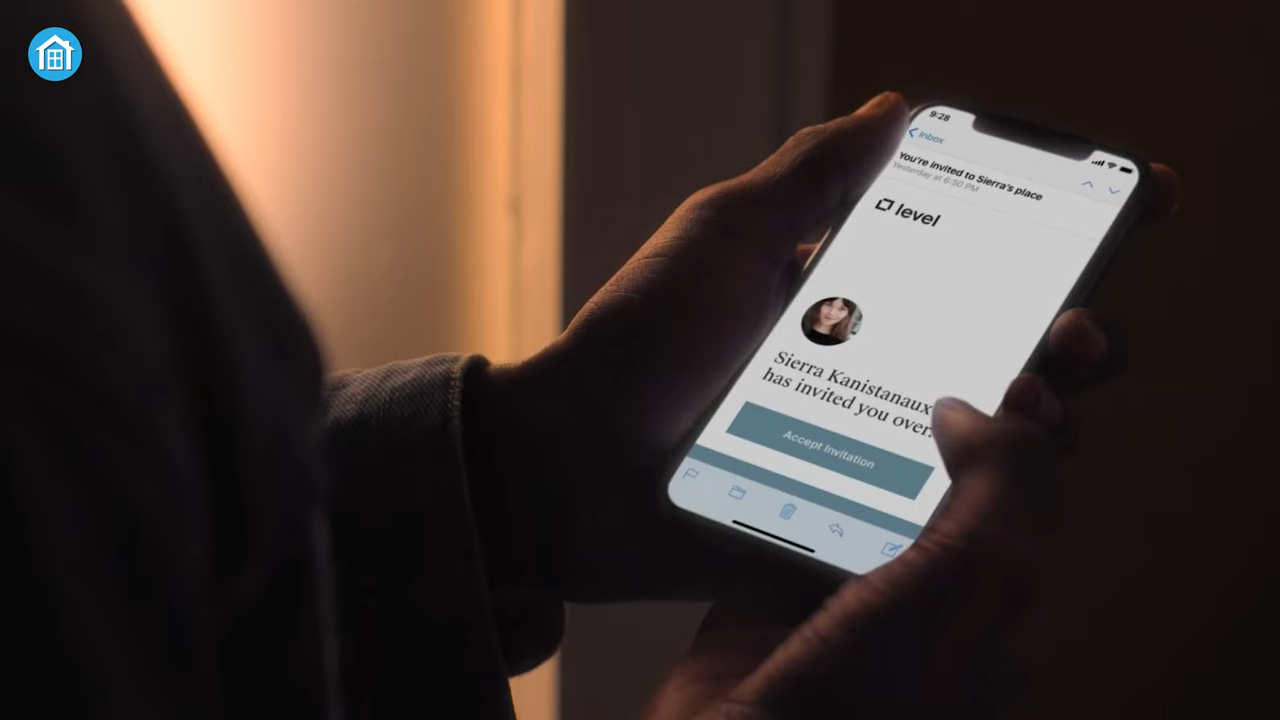 9:28
Inbox
You're invited to Sierra's place
Yesterday at 6:50 PM
level
Sierra Kanistanaux
has invited you over.
Accept Invitation